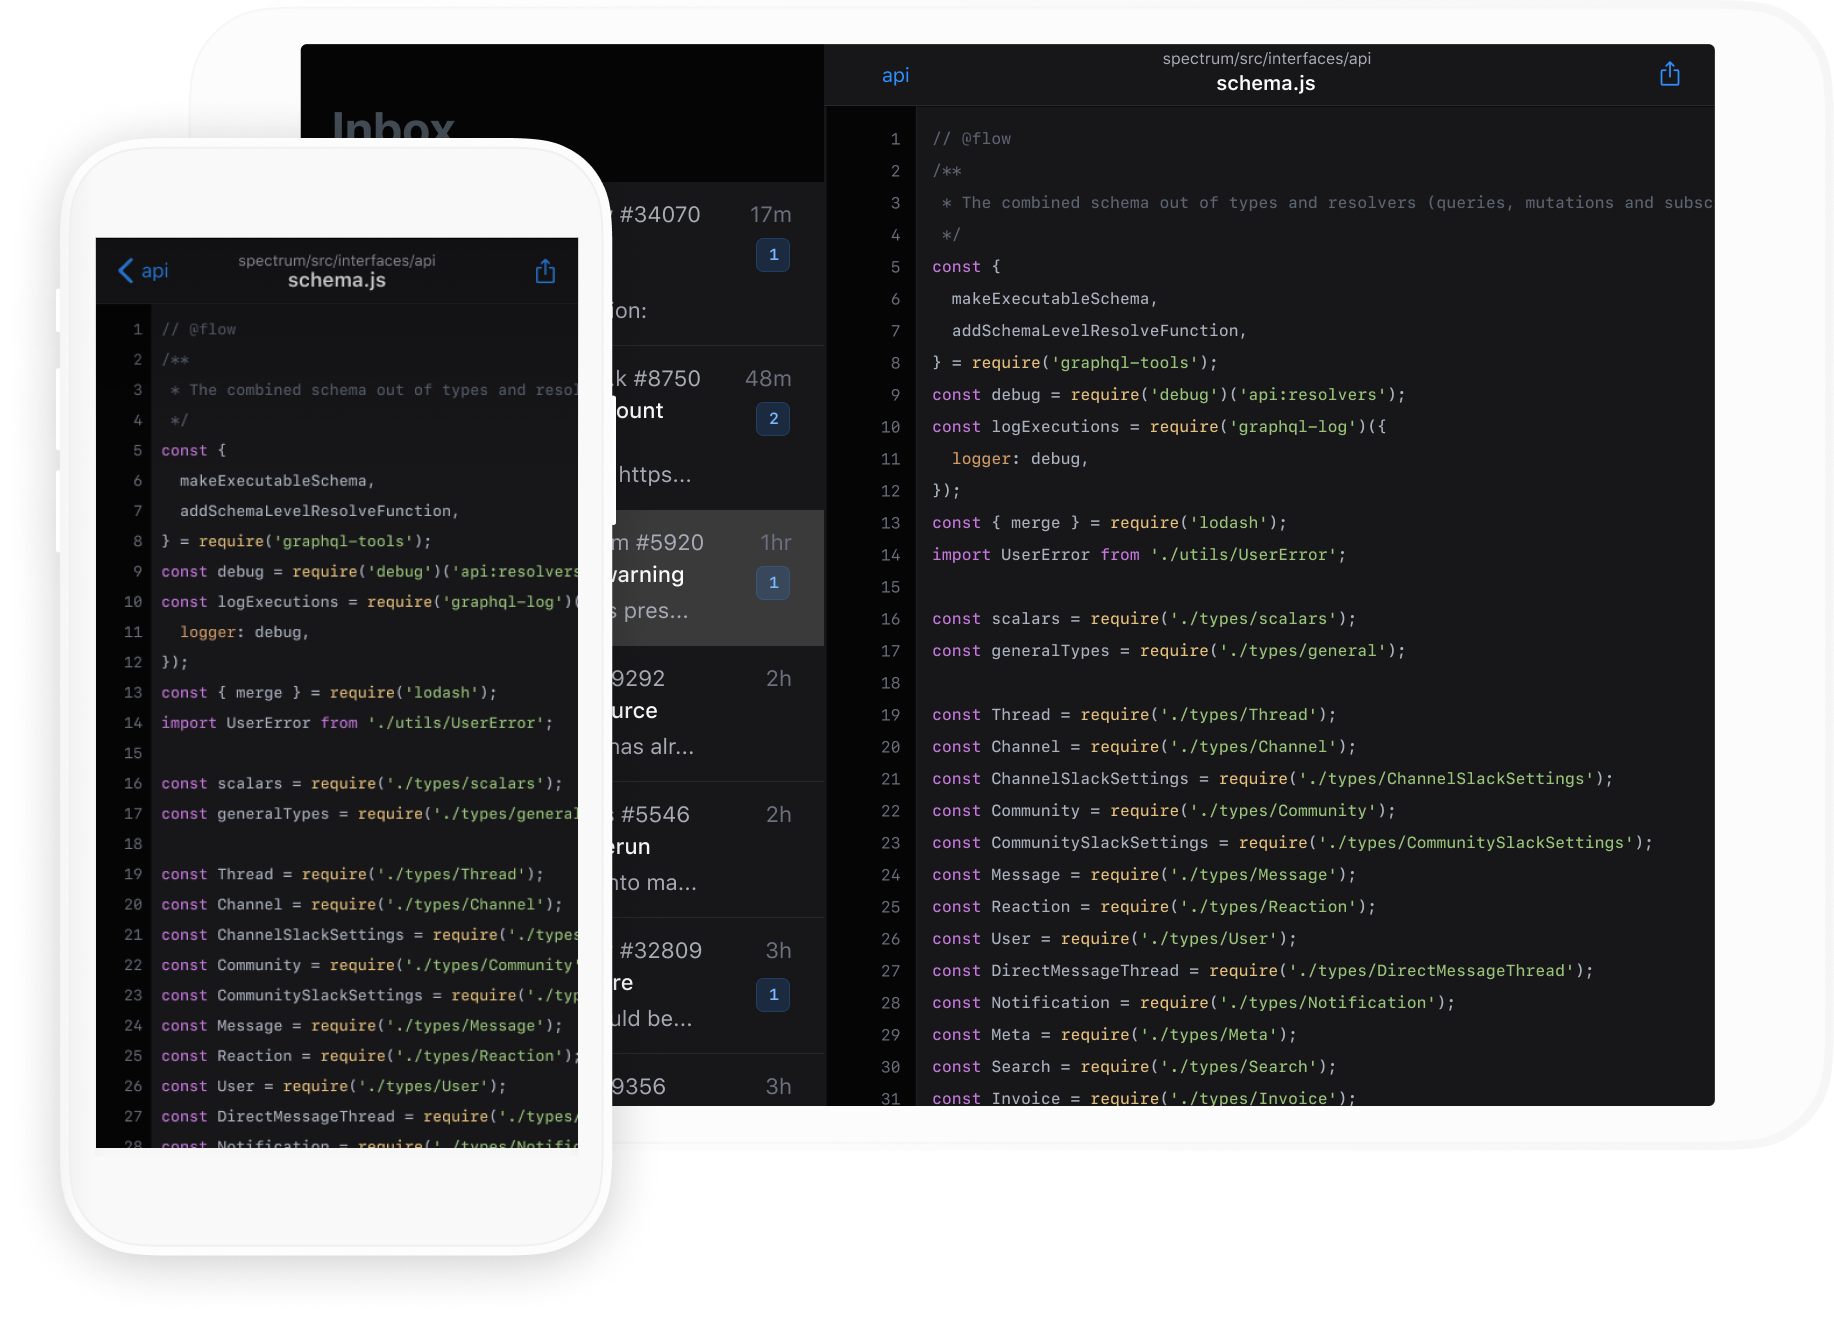 Inbox
#34070 17m
1
ion:
k #8750 48m
ount
2
https...
m #5920 1hr
warning
1
s pres...
9292 2h
urce
has alr...
s #5546 2h
erun
nto ma...
#32809 3h
re
1
uld be...
9356 3h
api
spectrum/src/interfaces/api
schema.js
1 // @flow
2 /**
3 * The combined schema out of types and resolvers (queries, mutations and subsc
4 */
5 const {
6 makeExecutableSchema,
7 addSchemaLevelResolveFunction,
8 } = require('graphql-tools');
9 const debug = require('debug')('api:resolvers');
10 const logExecutions = require('graphql-log')({
11 logger: debug,
12 });
13 const { merge } = require('lodash');
14 import UserError from './utils/UserError';
15
16 const scalars = require('./types/scalars');
17 const generalTypes = require('./types/general');
18
19 const Thread = require('./types/Thread');
20 const Channel = require('./types/Channel');
21 const ChannelSlackSettings = require('./types/ChannelSlackSettings');
22 const Community = require('./types/Community');
23 const CommunitySlackSettings = require('./types/CommunitySlackSettings');
24 const Message = require('./types/Message');
25 const Reaction = require('./types/Reaction');
26 const User = require('./types/User');
27 const DirectMessageThread = require('./types/DirectMessageThread');
28 const Notification = require('./types/Notification');
29 const Meta = require('./types/Meta');
30 const Search = require('./types/Search');
31 const Invoice = require('./types/Invoice');
api
spectrum/src/interfaces/api
schema.js
1 // @flow
2 /**
3 * The combined schema out of types and resol
4 */
5 const {
6 makeExecutableSchema,
7 addSchemaLevelResolveFunction,
8 } = require('graphql-tools');
9 const debug = require('debug')('api:resolvers
10 const logExecutions = require('graphql-log')(
11 logger: debug,
12 });
13 const { merge } = require('lodash');
14 import UserError from './utils/UserError';
15
16 const scalars = require('./types/scalars');
17 const generalTypes = require('./types/general
18
19 const Thread = require('./types/Thread');
20 const Channel = require('./types/Channel');
21 const ChannelSlackSettings = require('./types
22 const Community = require('./types/Community'
23 const CommunitySlackSettings = require('./typ
24 const Message = require('./types/Message');
25 const Reaction = require('./types/Reaction');
26 const User = require('./types/User');
27 const DirectMessageThread = require('./types/
28 const Notification = require('./types/Notific